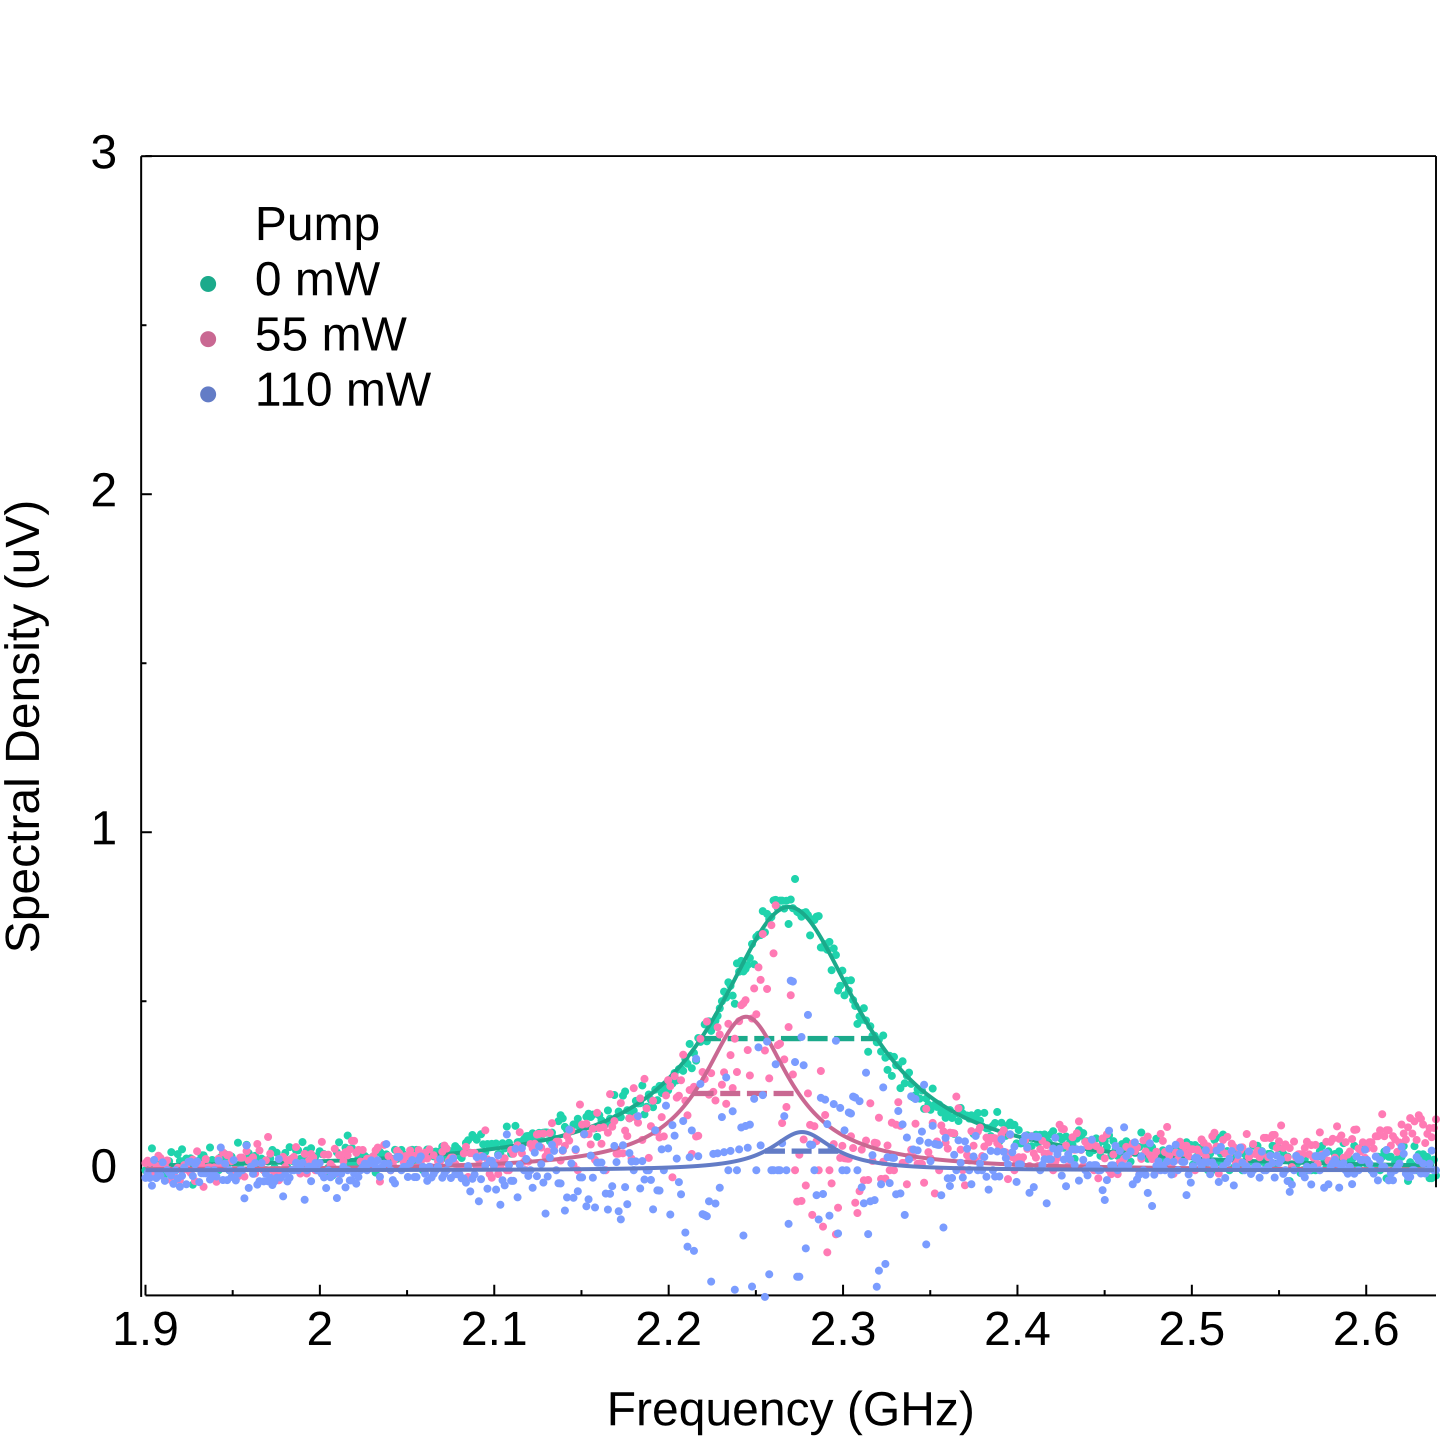 3
2
1
0
Spectral Density (uV)
Pump
0 mW
55 mW
110 mW
1.9 2 2.1 2.2 2.3 2.4 2.5 2.6
Frequency (GHz)